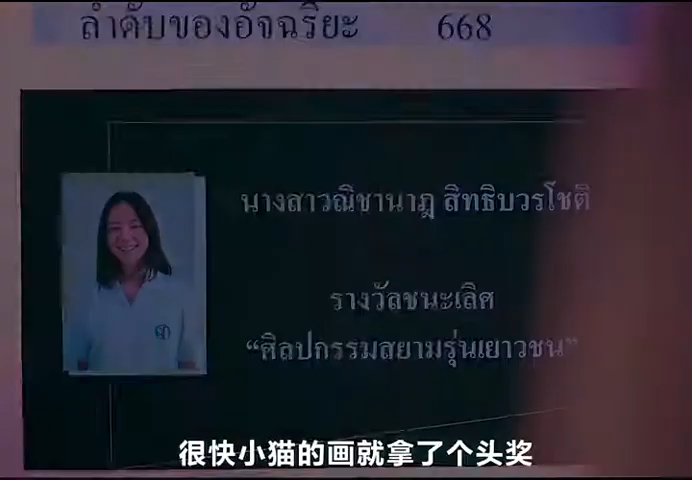 ลำดับของอัจฉริยะ 668
นางสาวณิชานาฎ สิทธิบวรโชติ
รางวัลชนะเลิศ
“ศิลปกรรมสยามรุ่นเยาวชน”
很快小猫的画就拿了个头奖